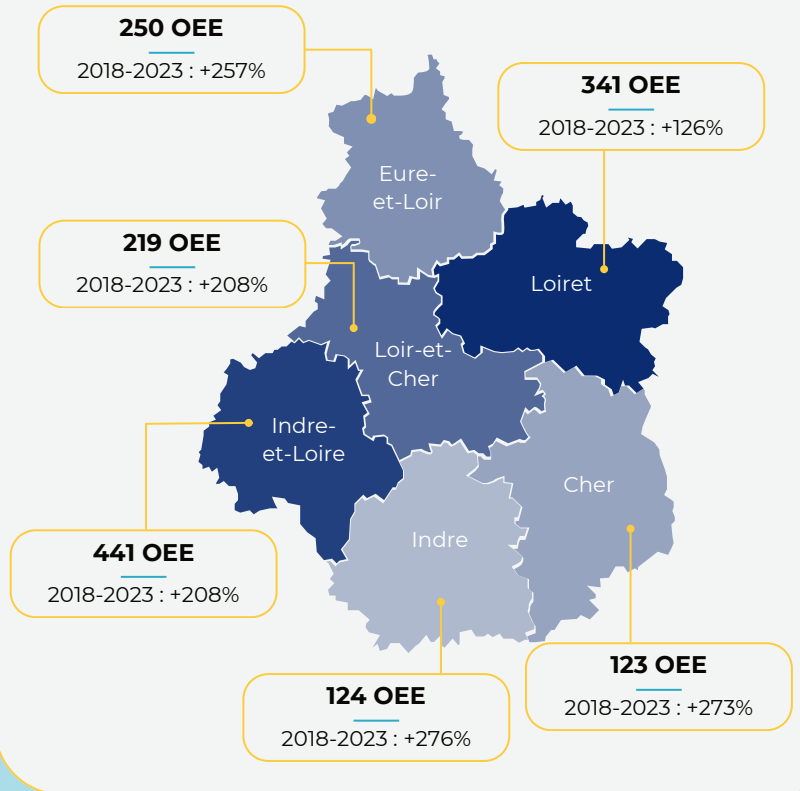 250 OEE
2018-2023 : +257%
341 OEE
2018-2023 : +126%
Eure-
et-Loir
219 OEE
2018-2023 : +208%
Loiret
Loir-et-
Cher
Indre-
et-Loire
Cher
Indre
441 OEE
2018-2023 : +208%
123 OEE
2018-2023 : +273%
124 OEE
2018-2023 : +276%